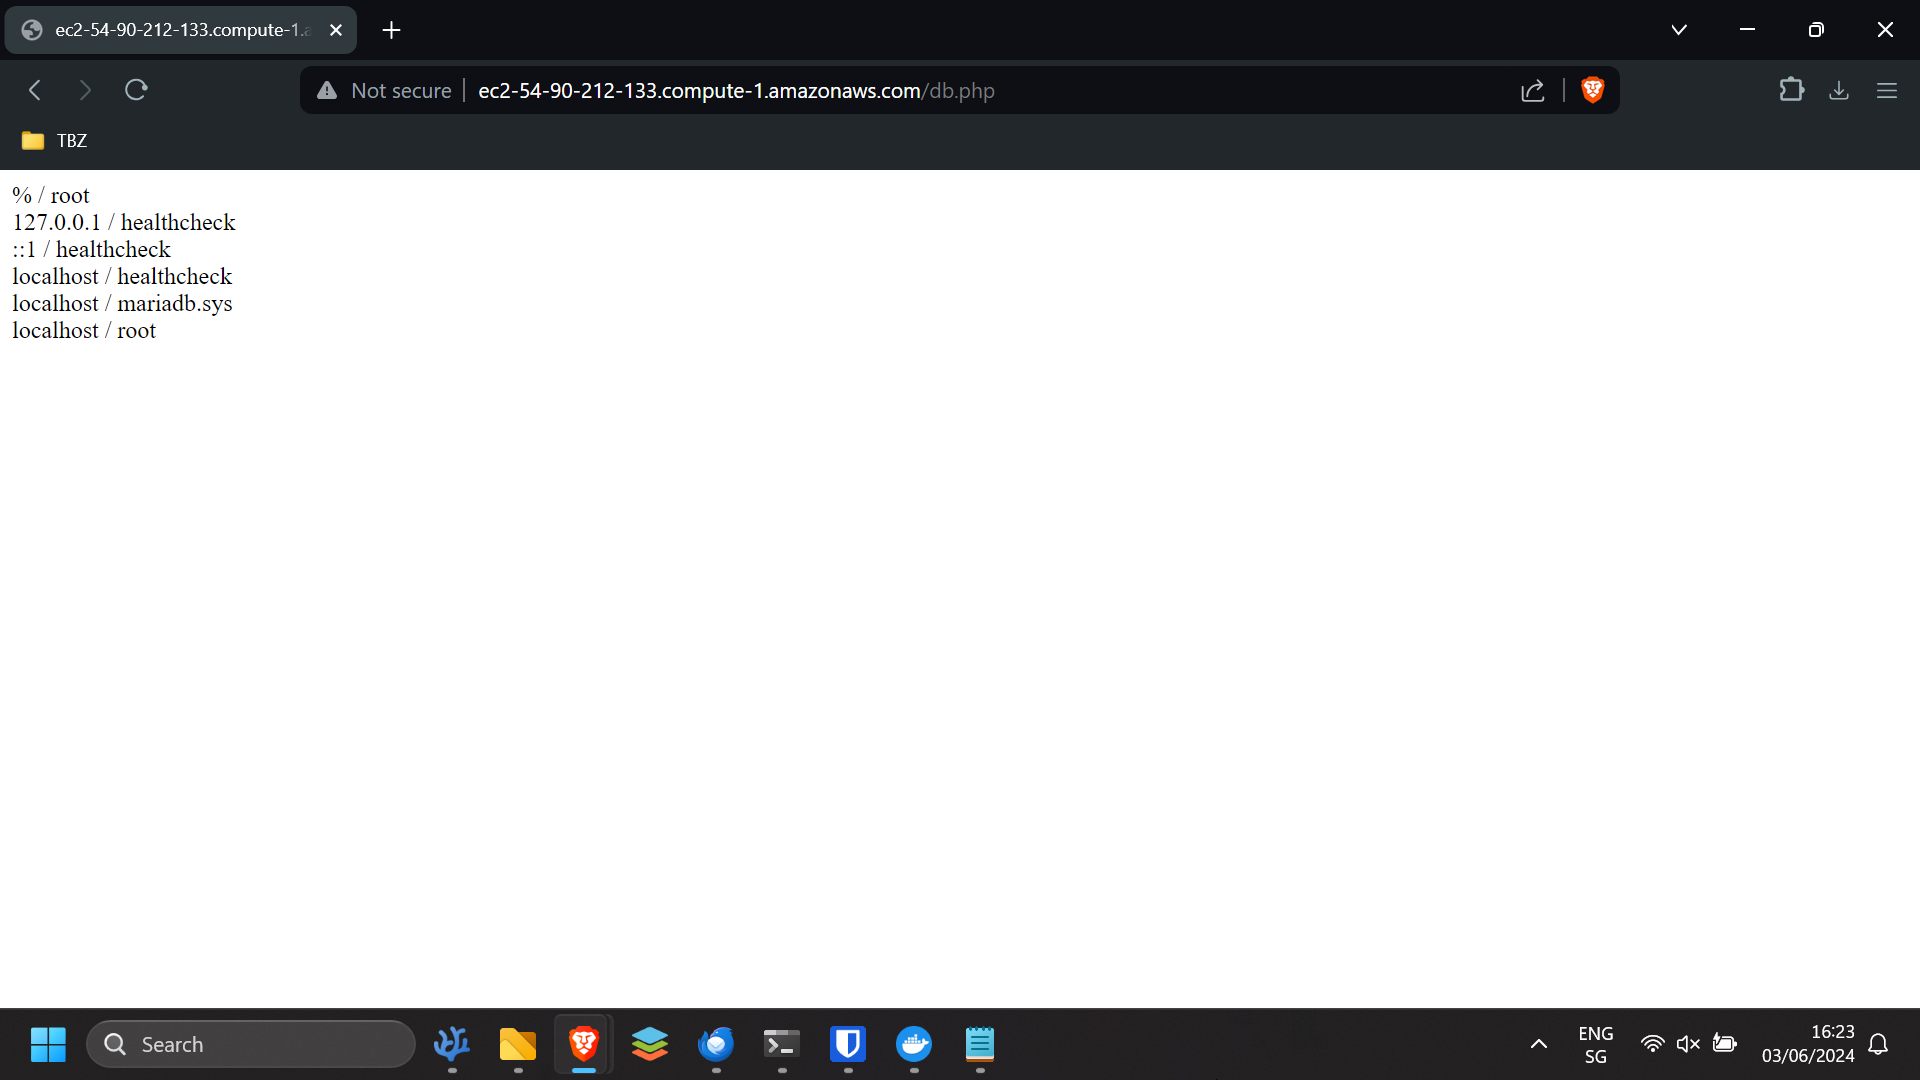 ec2-54-90-212-133.compute-1.a
Not secure
ec2-54-90-212-133.compute-1.amazonaws.com/db.php
TBZ
% / root
127.0.0.1 / healthcheck
::1 / healthcheck
localhost / healthcheck
localhost / mariadb.sys
localhost / root
Search
ENG
SG
16:23
03/06/2024